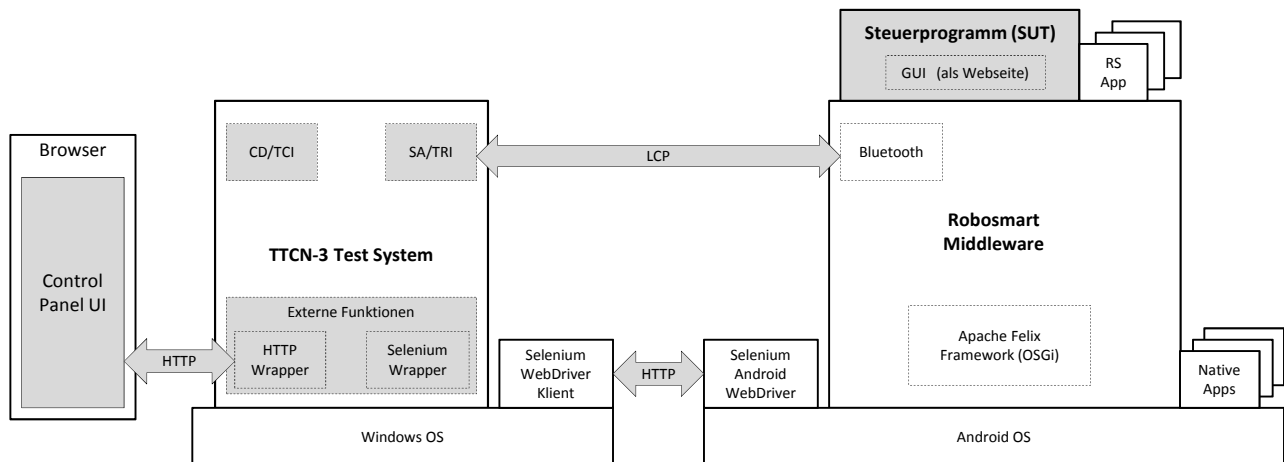 Steuerprogramm (SUT)
GUI (als Webseite)
RS
App
Browser
Control
Panel UI
HTTP
CD/TCI
SA/TRI
TTCN-3 Test System
Externe Funktionen
HTTP
Wrapper
Selenium
Wrapper
LCP
Bluetooth
Robosmart
Middleware
Apache Felix
Framework (OSGi)
Selenium
WebDriver
Klient
HTTP
Selenium
Android
WebDriver
Native
Apps
Windows OS
Android OS